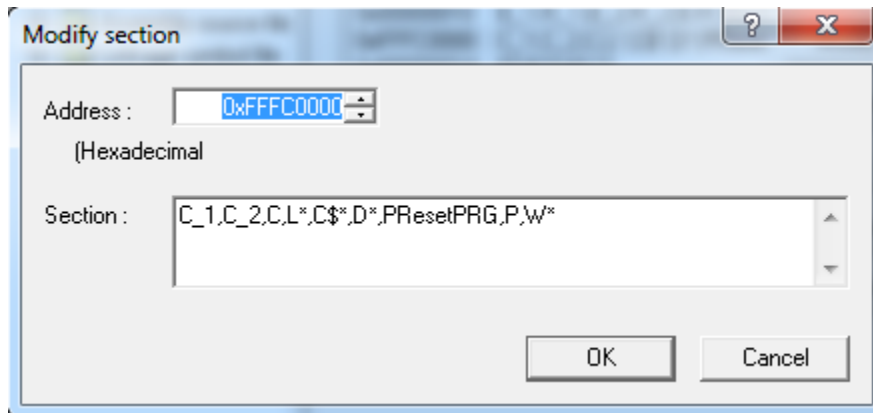 Modify section
?
Address :
0xFFFC0000
(Hexadecimal
Section :
C_1,C_2,C,L*,C$*,D*,PResetPRG,P,W*
OK
Cancel